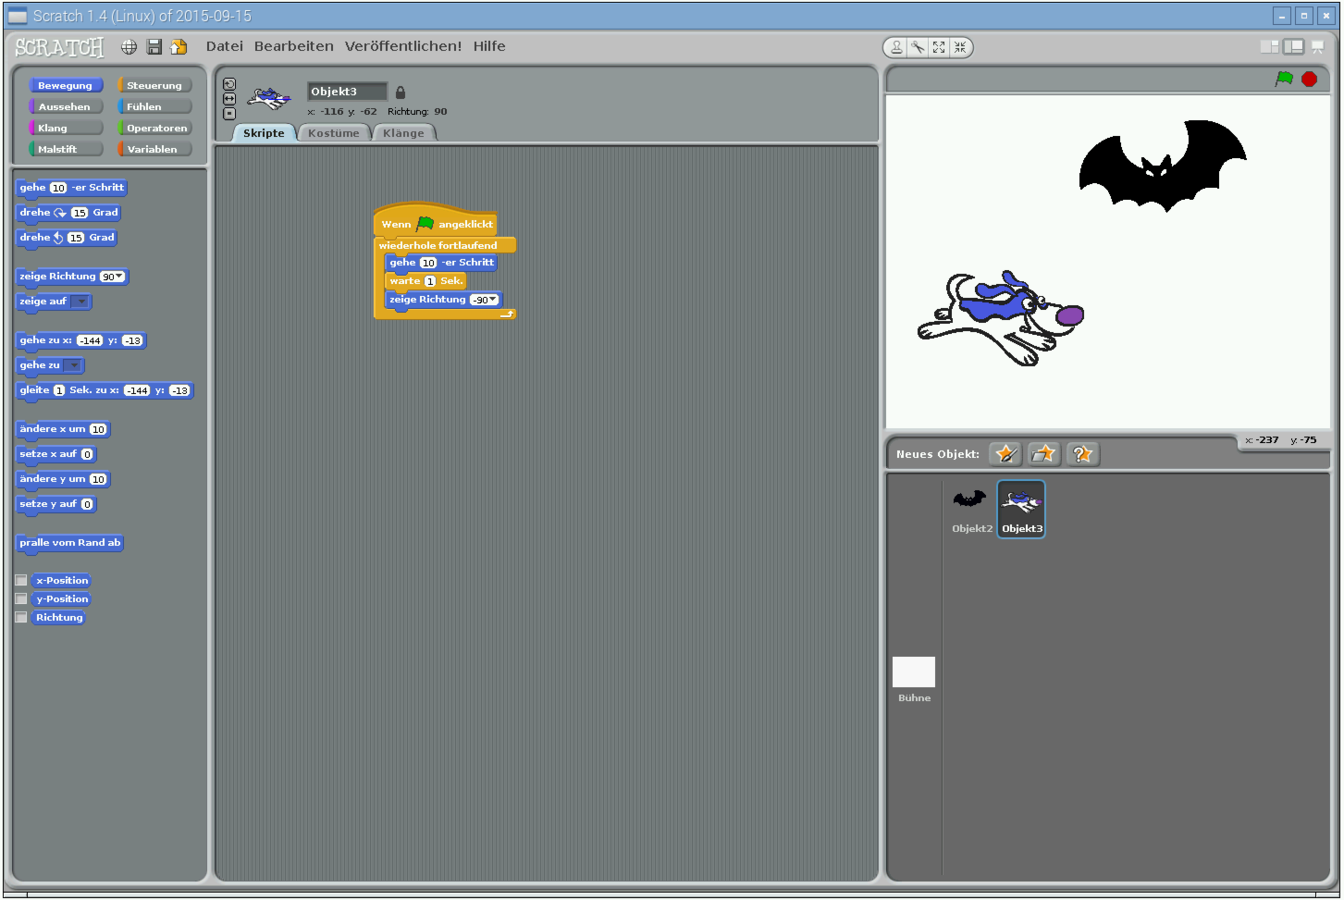 Scratch 1.4 (Linux) of 2015-09-15
SCRATCH Datei Bearbeiten Veröffentlichen! Hilfe
Bewegung Steuerung
Aussehen Fühlen
Klang Operatoren
Malstift Variablen
gehe 10 -er Schritt
drehe 15 Grad
drehe 15 Grad
zeige Richtung 90
zeige auf
gehe zu x: -144 y: -13
gehe zu
gleite 1 Sek. zu x: -144 y: -13
ändere x um 10
setze x auf 0
ändere y um 10
setze y auf 0
pralle vom Rand ab
x-Position
y-Position
Richtung
Objekt3
x: -116 y: -62 Richtung: 90
Skripte Kostüme Klänge
Wenn angeklickt
wiederhole fortlaufend
gehe 10 -er Schritt
warte 1 Sek.
zeige Richtung -90
x: -237 y: -75
Neues Objekt: ?
Objekt2 Objekt3
Bühne